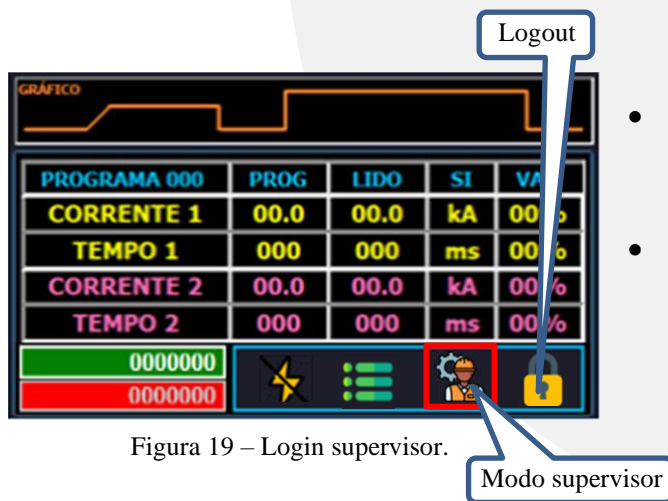 Logout
GRÁFICO
PROGRAMA 000 PROG LIDO SI
CORRENTE 1 00.0 00.0 kA
TEMPO 1 000 000 ms
CORRENTE 2 00.0 00.0 kA
TEMPO 2 000 000 ms
0000000
0000000
Figura 19 – Login supervisor.
Modo supervisor